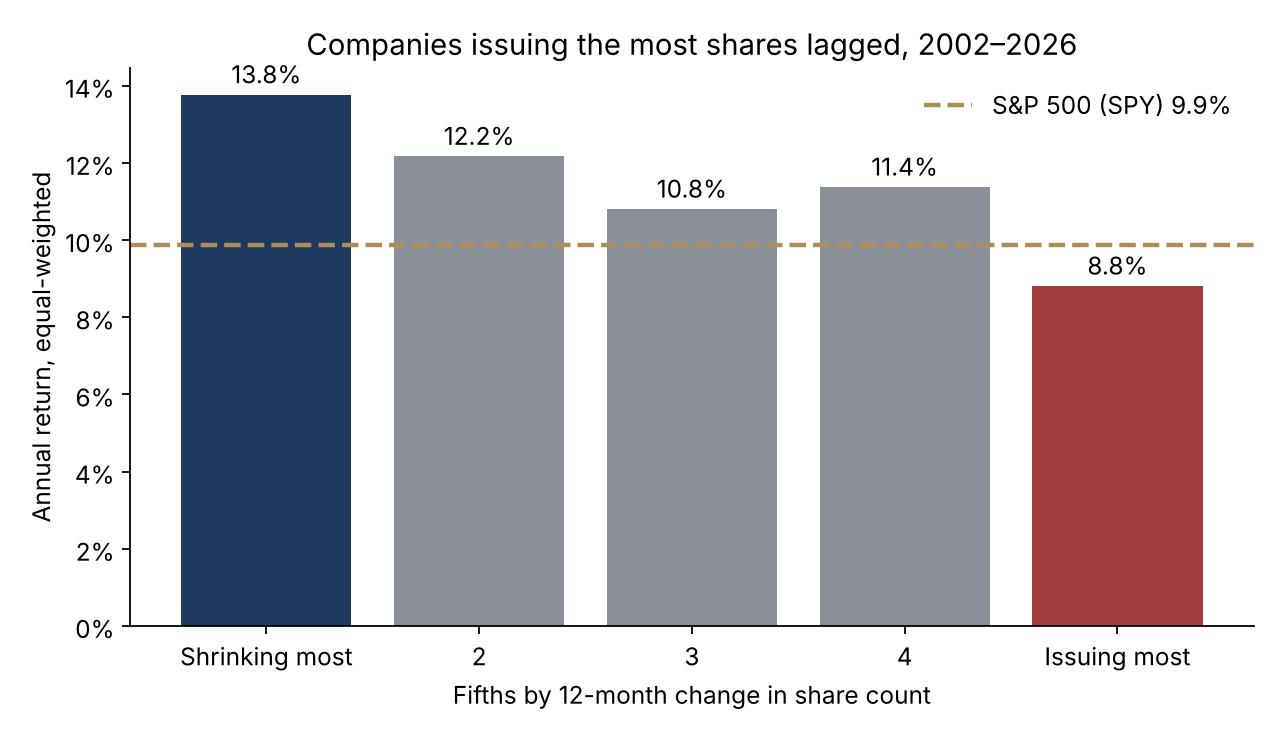 Companies issuing the most shares lagged, 2002–2026
S&P 500 (SPY) 9.9%
Annual return, equal-weighted
14%
12%
10%
8%
6%
4%
2%
0%
13.8%
12.2%
10.8%
11.4%
8.8%
Shrinking most
2
3
4
Issuing most
Fifths by 12-month change in share count